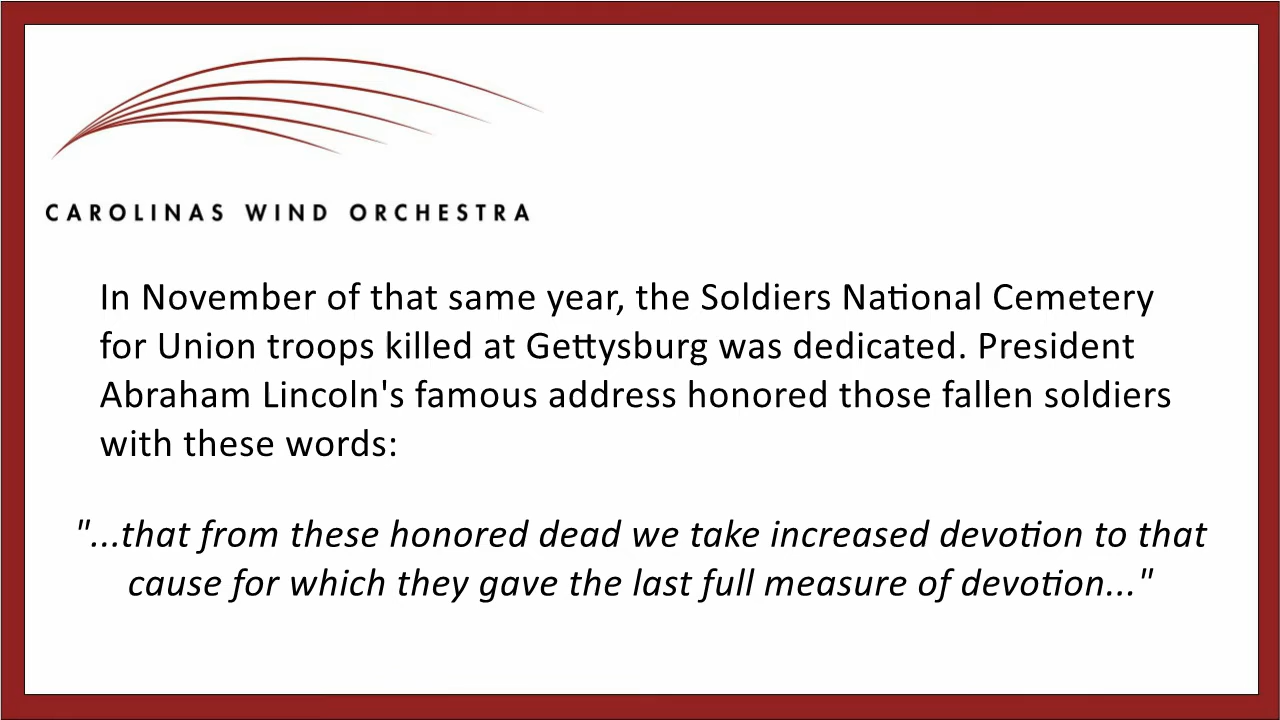 CAROLINAS WIND ORCHESTRA
In November of that same year, the Soldiers National Cemetery
for Union troops killed at Gettysburg was dedicated. President
Abraham Lincoln's famous address honored those fallen soldiers
with these words:
"...that from these honored dead we take increased devotion to that
cause for which they gave the last full measure of devotion..."